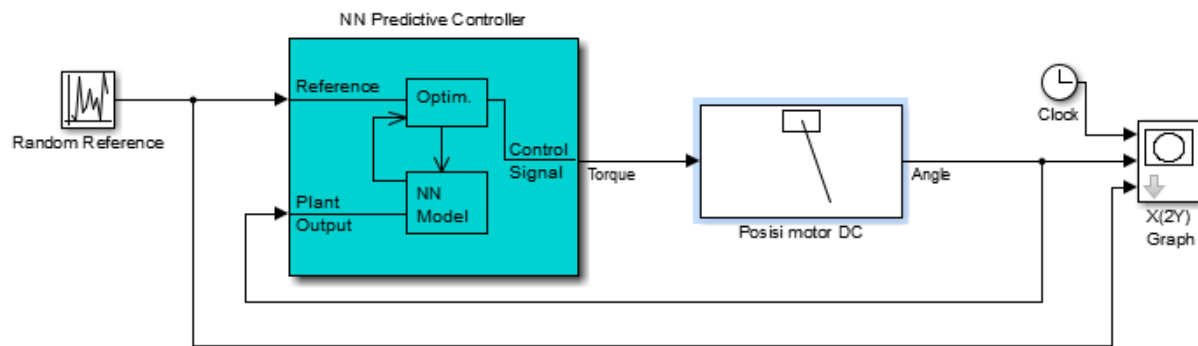 NN Predictive Controller
Random Reference
Reference
Optim.
Control
Signal
NN
Model
Plant
Output
Torque
Posisi motor DC
Angle
Clock
X(2Y)
Graph